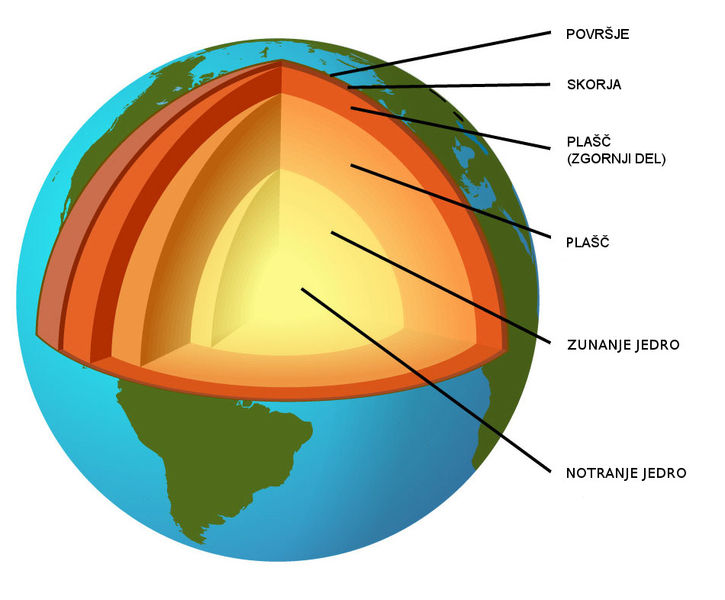 POVRŠJE
SKORJA
PLAŠČ
(ZGORNJI DEL)
PLAŠČ
ZUNANJE JEDRO
NOTRANJE JEDRO